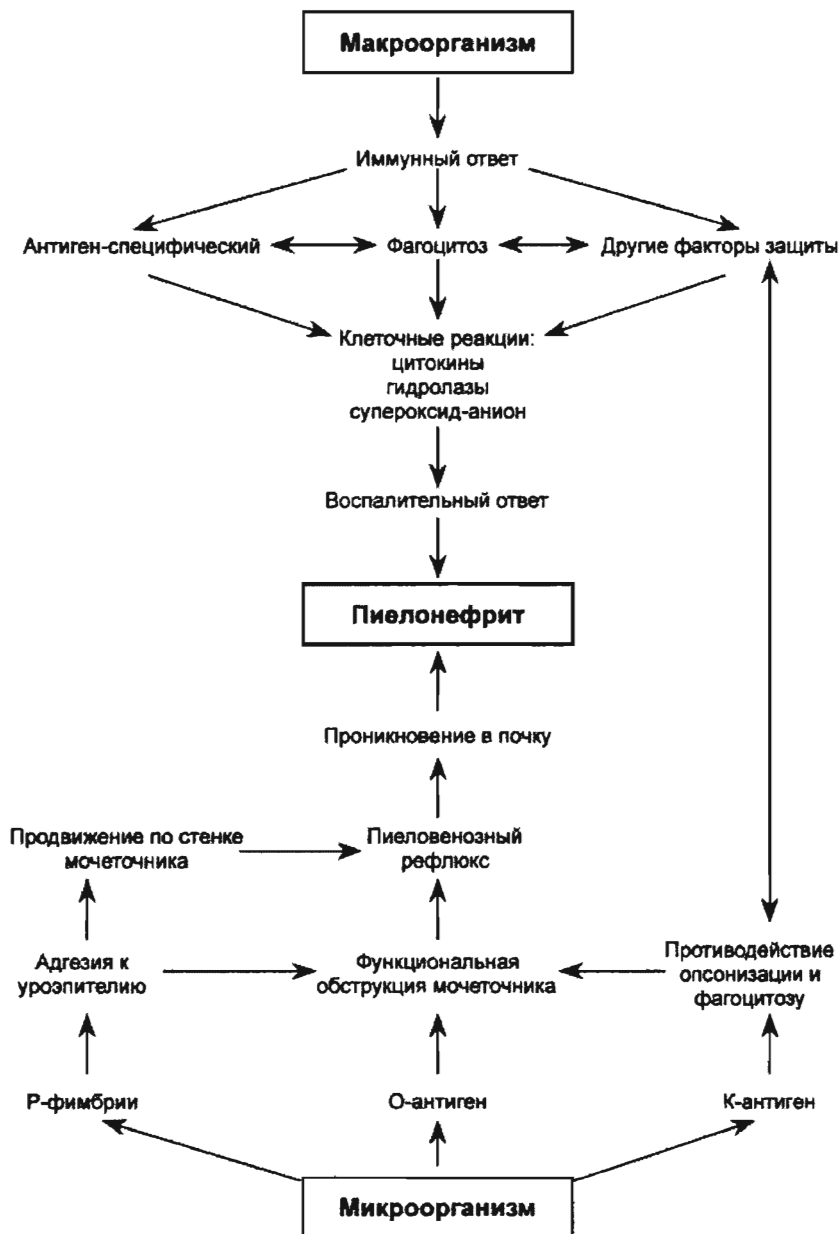 Макроорганизм
Иммунный ответ
Антиген-специфический
Фагоцитоз
Другие факторы защиты
Клеточные реакции:
цитокины
гидролазы
супероксид-анион
Воспалительный ответ
Пиелонефрит
Проникновение в почку
Продвижение по стенке
мочеточника
Пиеловенозный
рефлюкс
Адгезия к
уроэпителию
Функциональная
обструкция мочеточника
Противодействие
опсонизации и
фагоцитозу
Р-фимбрии
О-антиген
К-антиген
Микроорганизм